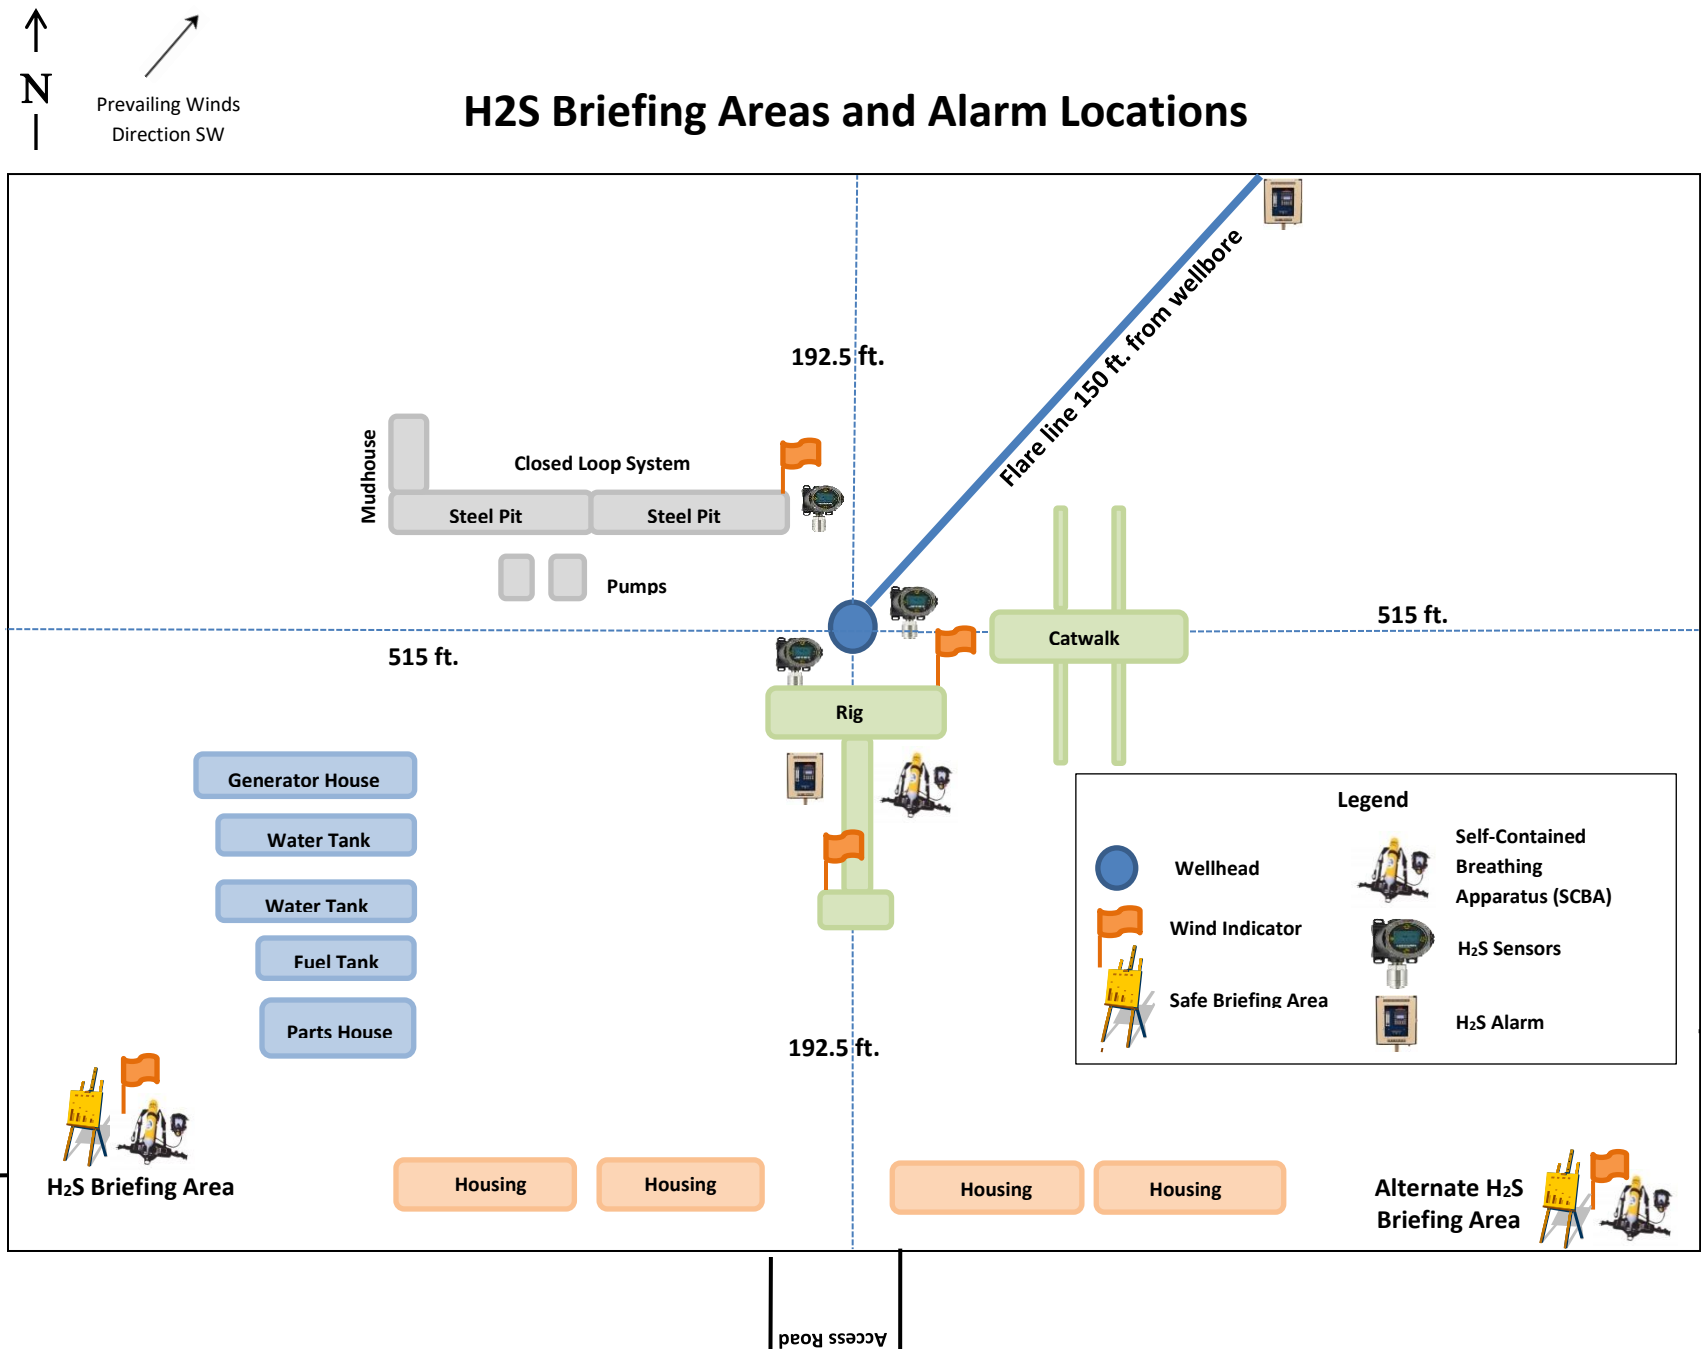 N
Prevailing Winds
Direction SW
H2S Briefing Areas and Alarm Locations
192.5 ft.
Flare line 150 ft. from wellbore
Mudhouse
Closed Loop System
Steel Pit
Steel Pit
Pumps
515 ft.
Catwalk
515 ft.
Rig
Generator House
Water Tank
Water Tank
Fuel Tank
Parts House
Legend
Wellhead
Wind Indicator
Safe Briefing Area
Self-Contained
Breathing
Apparatus (SCBA)
H2S Sensors
H2S Alarm
192.5 ft.
H2S Briefing Area
Housing
Housing
Housing
Housing
Alternate H2S
Briefing Area
Access Road